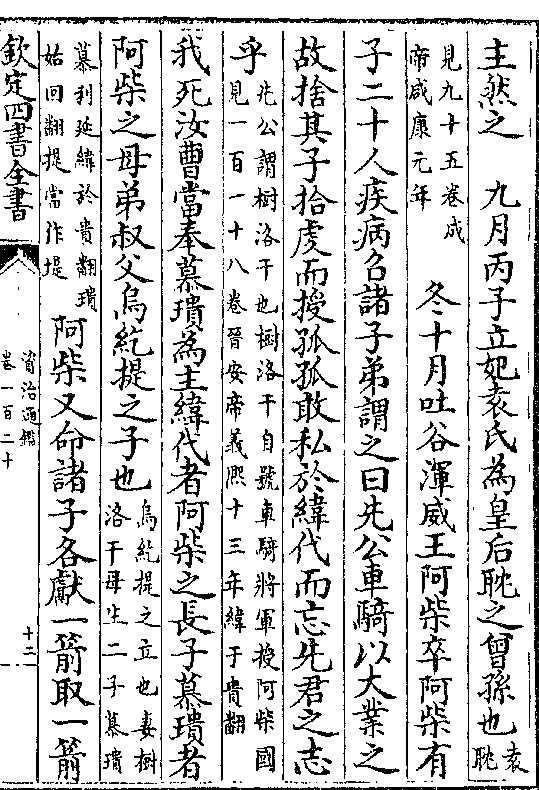 主然之　九月丙子立妃袁氏為皇后耽之曾孫也袁耽
見九十五卷成帝咸康元年　冬十月吐谷渾威王阿柴卒阿柴有
子二十人疾病召諸子弟謂之曰先公車騎以大業之
故捨其子拾虔而授孤孤敢私於緯代而忘先君之志
乎先公謂樹洛干也樹洛干自號車騎將軍授阿柴國見一百一十八卷晉安帝義熙十三年緯于貴翻
我死汝曹當奉慕璝為主緯代者阿柴之長子慕璝者
阿柴之母弟叔父烏紇提之子也烏紇提之立也妻樹洛干母生二子慕璝
慕利延緯於貴翻璝姑回翻提當作堤　阿柴又命諸子各獻一箭取一箭
欽定四書全書
資治通鑑
卷一百二十
十二